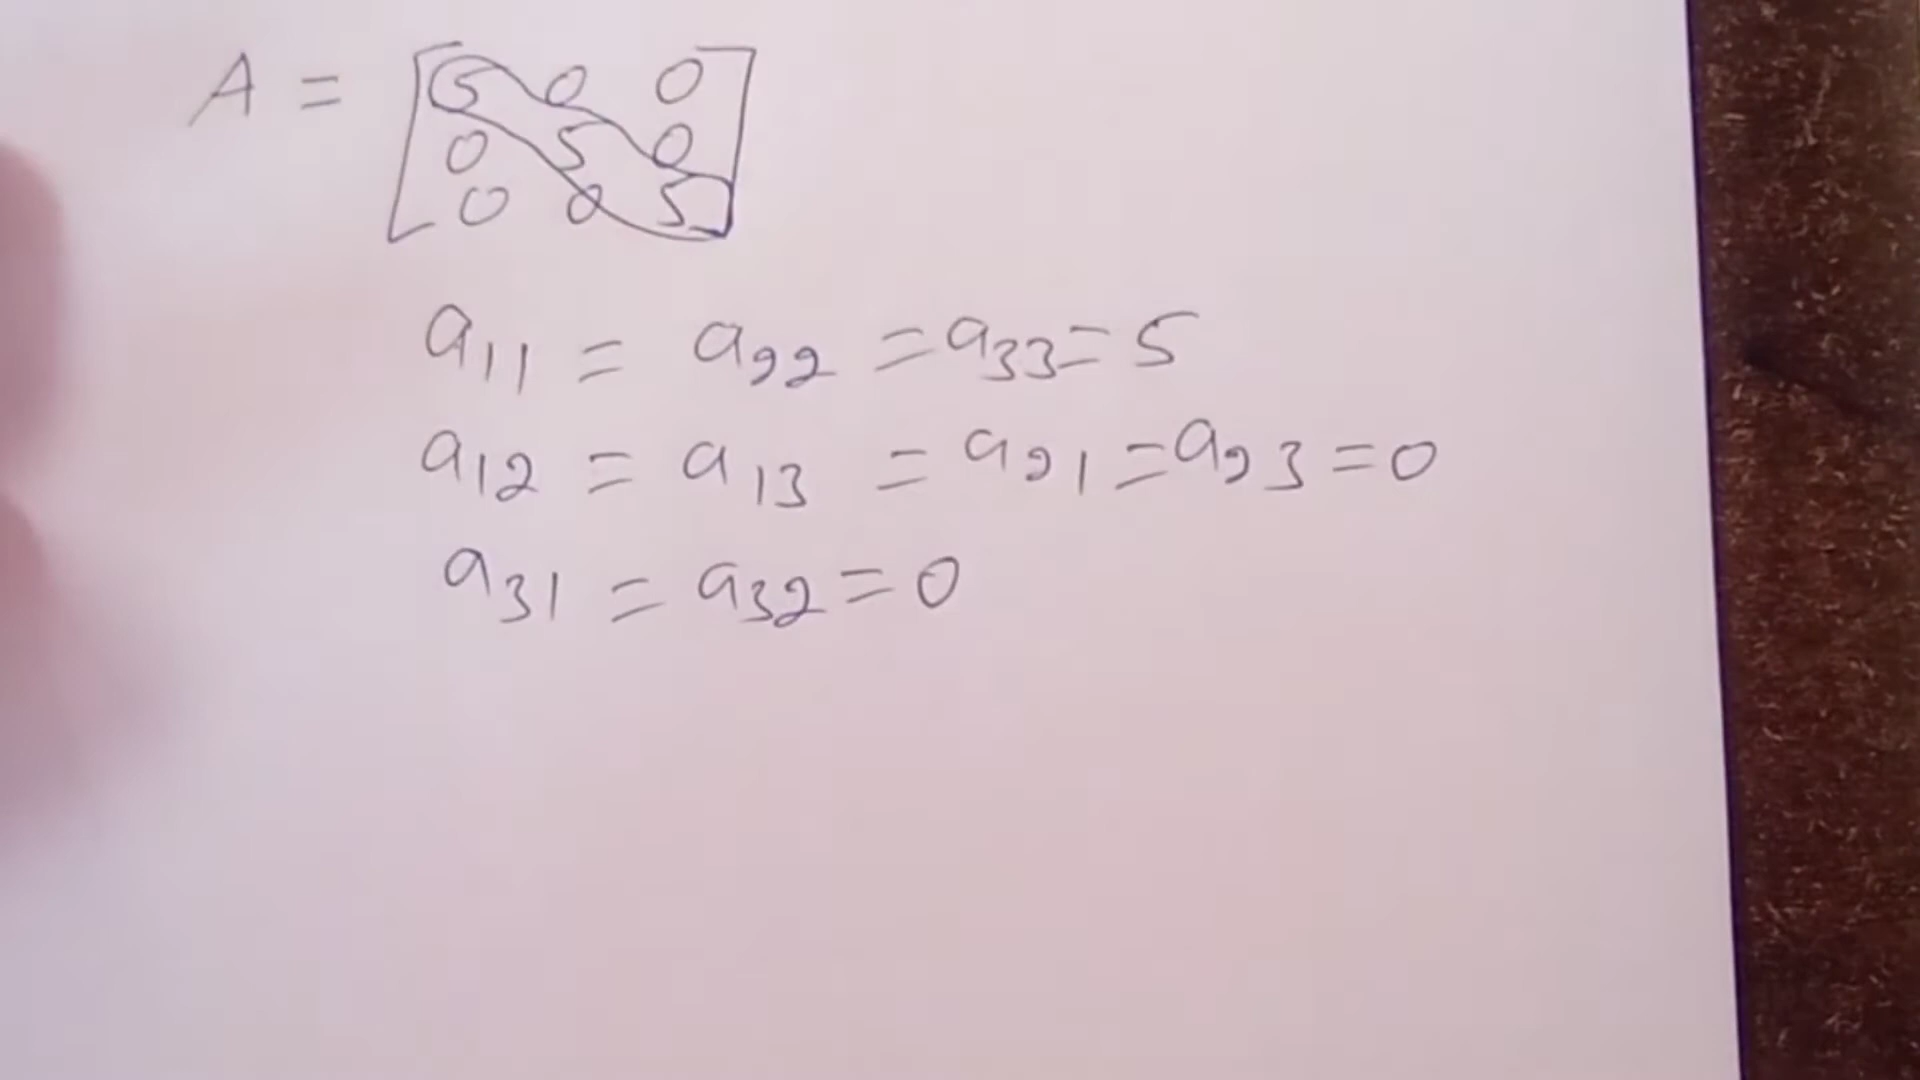 A = [5 0 0
0 5 0
0 0 5]
a11 = a22 = a33 = 5
a12 = a13 = a21 = a23 = 0
a31 = a32 = 0